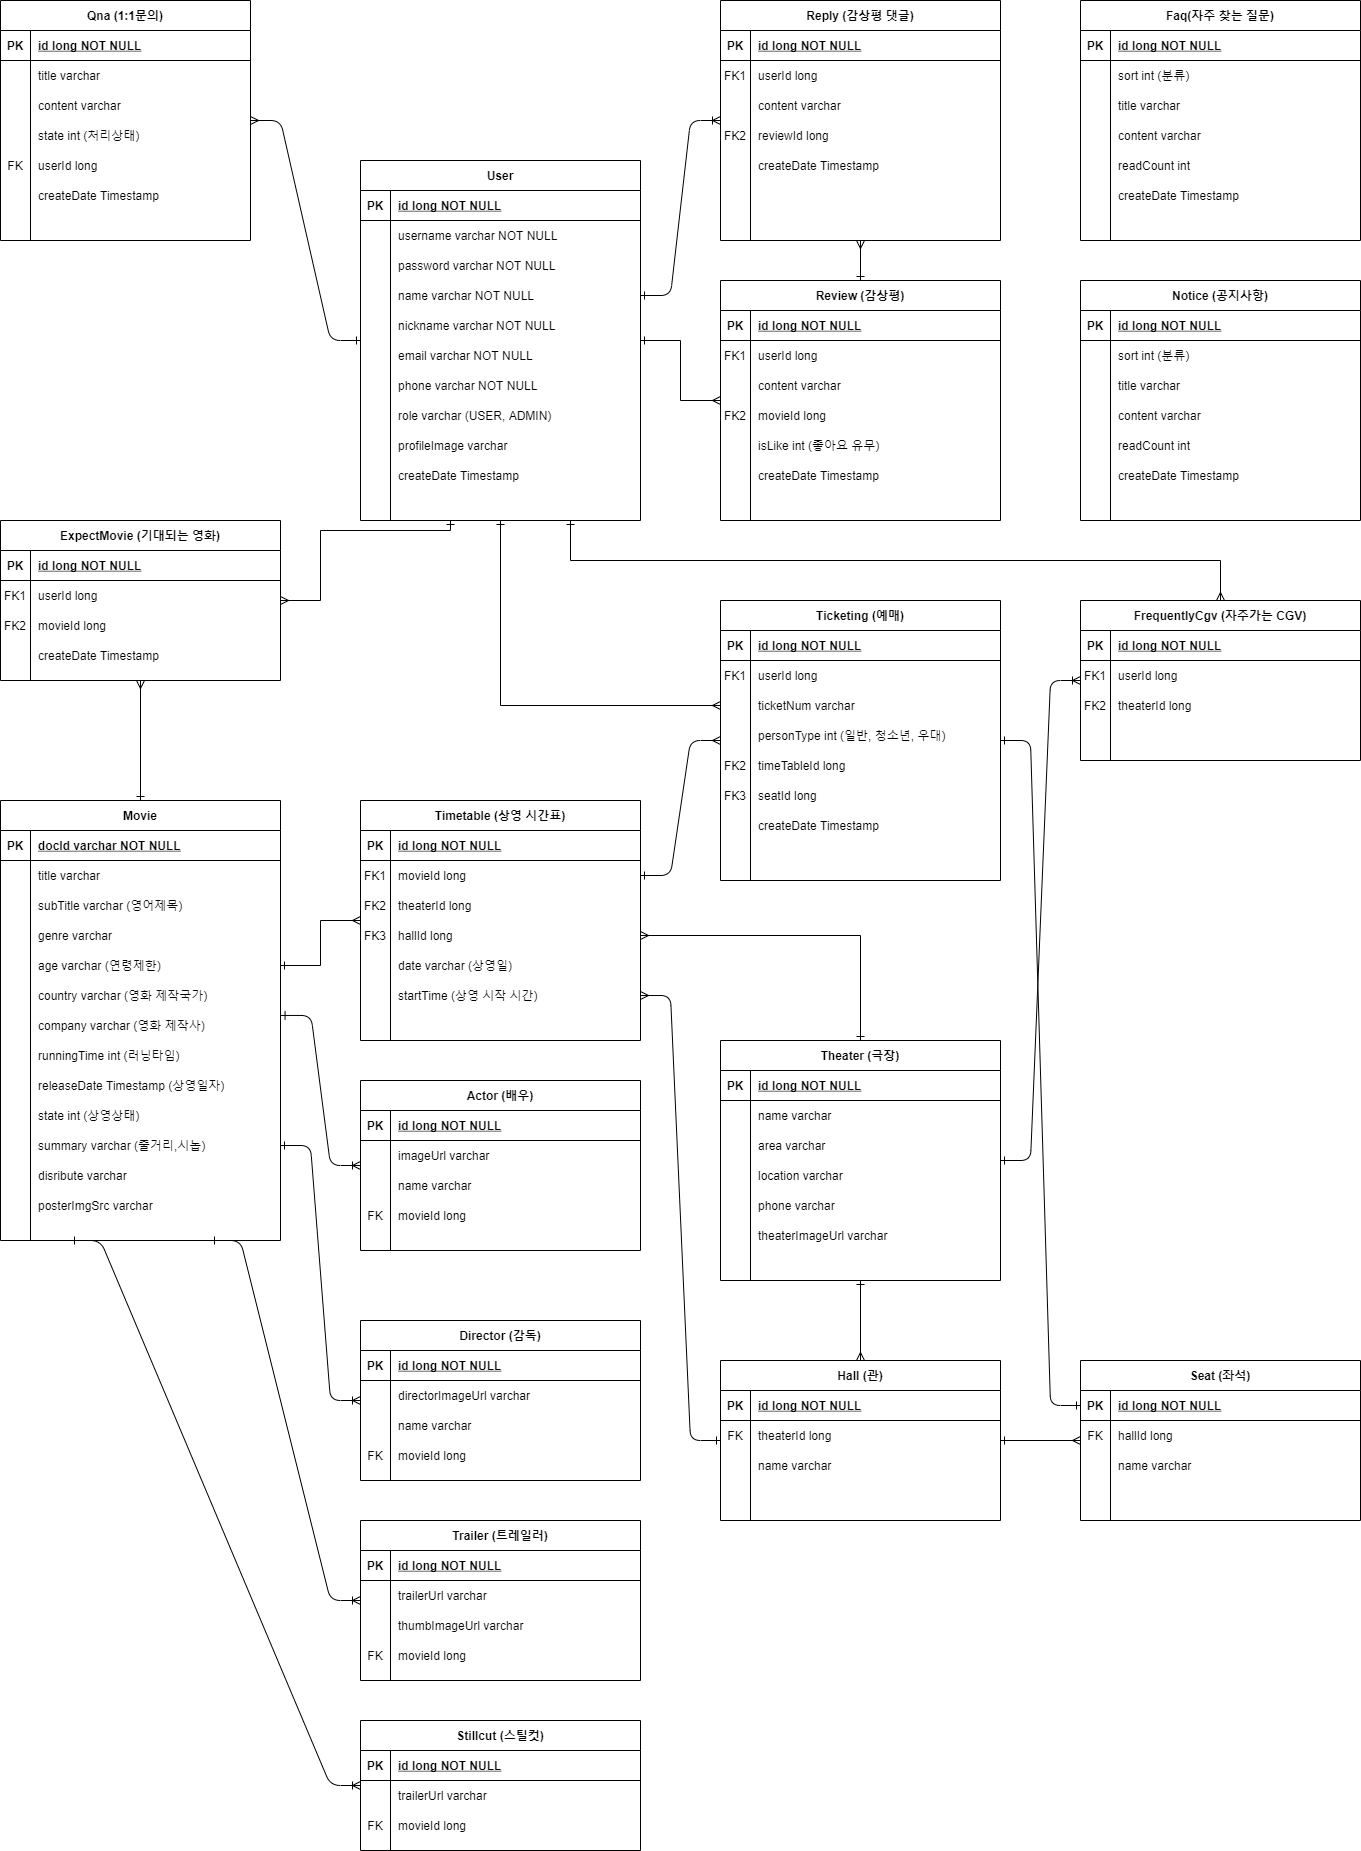 Qna (1:1문의)
PK id long NOT NULL
title varchar
content varchar
state int (처리상태)
FK userId long
createDate Timestamp
Reply (감상평 댓글)
PK id long NOT NULL
FK1 userId long
content varchar
FK2 reviewId long
createDate Timestamp
Faq(자주 찾는 질문)
PK id long NOT NULL
sort int (분류)
title varchar
content varchar
readCount int
createDate Timestamp
User
PK id long NOT NULL
username varchar NOT NULL
password varchar NOT NULL
name varchar NOT NULL
nickname varchar NOT NULL
email varchar NOT NULL
phone varchar NOT NULL
role varchar (USER, ADMIN)
profileImage varchar
createDate Timestamp
Review (감상평)
PK id long NOT NULL
FK1 userId long
content varchar
FK2 movieId long
isLike int (좋아요 유무)
createDate Timestamp
Notice (공지사항)
PK id long NOT NULL
sort int (분류)
title varchar
content varchar
readCount int
createDate Timestamp
ExpectMovie (기대되는 영화)
PK id long NOT NULL
FK1 userId long
FK2 movieId long
createDate Timestamp
Ticketing (예매)
PK id long NOT NULL
FK1 userId long
ticketNum varchar
personType int (일반, 청소년, 우대)
FK2 timeTableId long
FK3 seatId long
createDate Timestamp
FrequentlyCgv (자주가는 CGV)
PK id long NOT NULL
FK1 userId long
FK2 theaterId long
Movie
PK docId varchar NOT NULL
title varchar
subTitle varchar (영어제목)
genre varchar
age varchar (연령제한)
country varchar (영화 제작국가)
company varchar (영화 제작사)
runningTime int (러닝타임)
releaseDate Timestamp (상영일자)
state int (상영상태)
summary varchar (줄거리,시놉)
disribute varchar
posterImgSrc varchar
Timetable (상영 시간표)
PK id long NOT NULL
FK1 movieId long
FK2 theaterId long
FK3 hallId long
date varchar (상영일)
startTime (상영 시작 시간)
Actor (배우)
PK id long NOT NULL
imageUrl varchar
name varchar
FK movieId long
Theater (극장)
PK id long NOT NULL
name varchar
area varchar
location varchar
phone varchar
theaterImageUrl varchar
Director (감독)
PK id long NOT NULL
directorImageUrl varchar
name varchar
FK movieId long
Hall (관)
PK id long NOT NULL
FK theaterId long
name varchar
Seat (좌석)
PK id long NOT NULL
FK hallId long
name varchar
Trailer (트레일러)
PK id long NOT NULL
trailerUrl varchar
thumbImageUrl varchar
FK movieId long
Stillcut (스틸컷)
PK id long NOT NULL
trailerUrl varchar
FK movieId long